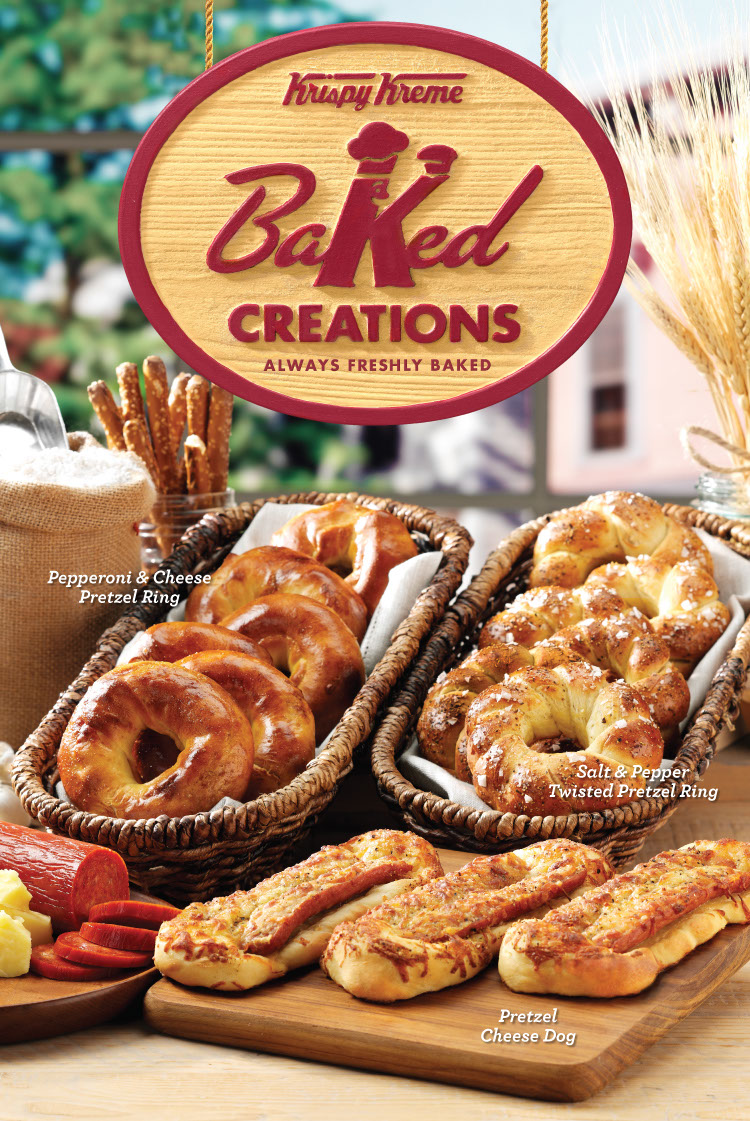 Krispy Kreme
Baked
CREATIONS
ALWAYS FRESHLY BAKED
Pepperoni & Cheese
Pretzel Ring
Salt & Pepper
Twisted Pretzel Ring
Pretzel
Cheese Dog